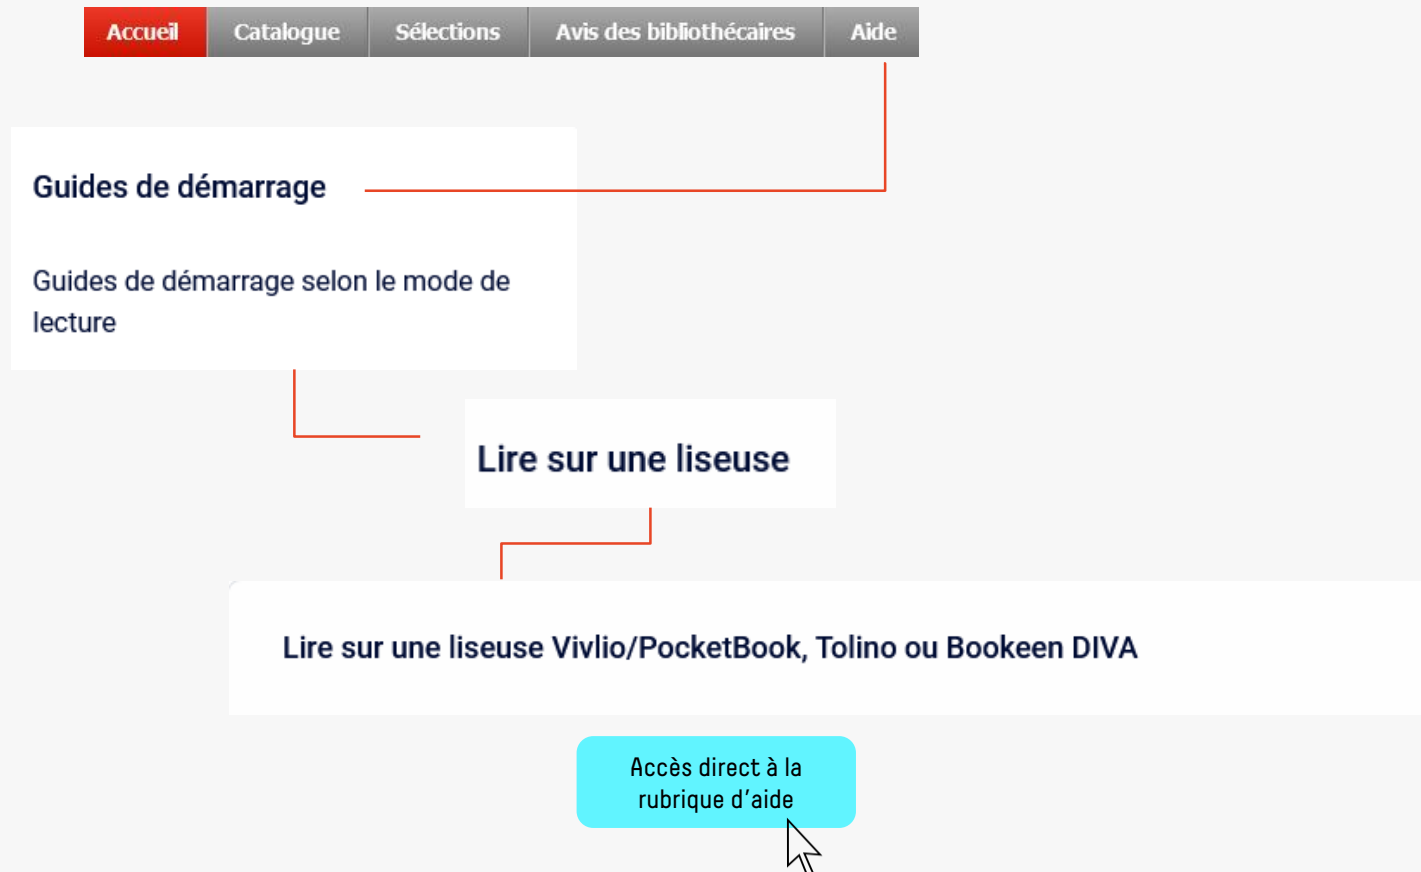 Accueil Catalogue Sélections Avis des bibliothécaires Aide
Guides de démarrage
Guides de démarrage selon le mode de
lecture
Lire sur une liseuse
Lire sur une liseuse Vivlio/PocketBook, Tolino ou Bookeen DIVA
Accès direct à la
rubrique d'aide